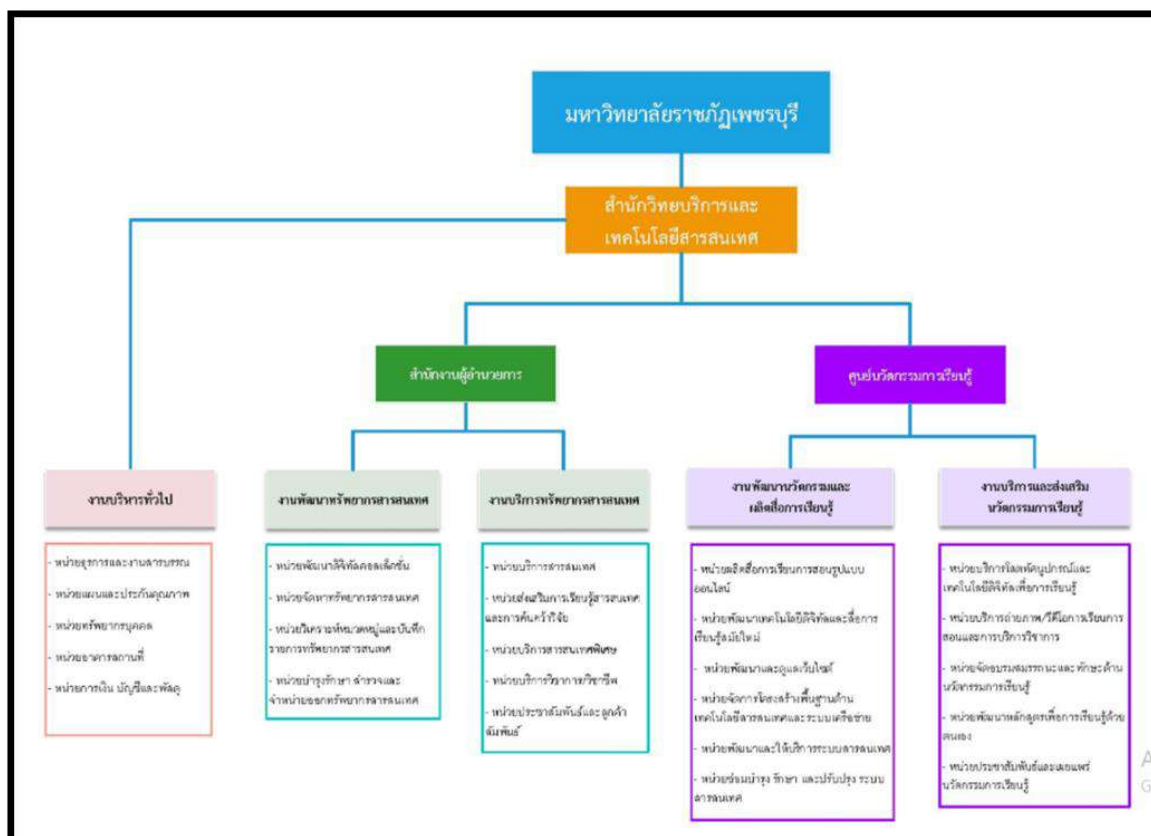 มหาวิทยาลัยราชภัฏเพชรบุรี
สำนักวิทยบริการและ
เทคโนโลยีสารสนเทศ
สำนักงานผู้อำนวยการ
ศูนย์นวัตกรรมการเรียนรู้
งานบริหารทั่วไป
- หน่วยธุรการและงานสารบรรณ
- หน่วยแผนและประกันคุณภาพ
- หน่วยทรัพยากรบุคคล
- หน่วยอาคารสถานที่
- หน่วยการเงิน บัญชีและพัสดุ
งานพัฒนาทรัพยากรสารสนเทศ
- หน่วยพัฒนาดิจิทัลคอลเล็กชั่น
- หน่วยจัดหาทรัพยากรสารสนเทศ
- หน่วยวิเคราะห์หมวดหมู่และบันทึก
รายการทรัพยากรสารสนเทศ
- หน่วยบำรุงรักษา สำรวจและ
จำหน่ายออกทรัพยากรสารสนเทศ
งานบริการทรัพยากรสารสนเทศ
- หน่วยบริการสารสนเทศ
- หน่วยส่งเสริมการเรียนรู้สารสนเทศ
และการค้นคว้าวิจัย
- หน่วยบริการสารสนเทศพิเศษ
- หน่วยบริการวิชาการ/วิชาชีพ
- หน่วยประชาสัมพันธ์และลูกค้า
สัมพันธ์
งานพัฒนานวัตกรรมและ
ผลิตสื่อการเรียนรู้
- หน่วยผลิตสื่อการเรียนการสอนรูปแบบ
ออนไลน์
- หน่วยพัฒนาเทคโนโลยีดิจิทัลและสื่อการ
เรียนรู้สมัยใหม่
- หน่วยพัฒนาและดูแลเว็บไซต์
- หน่วยจัดการโครงสร้างพื้นฐานด้าน
เทคโนโลยีสารสนเทศและระบบเครือข่าย
- หน่วยพัฒนาและให้บริการระบบสารสนเทศ
- หน่วยซ่อมบำรุง รักษา และปรับปรุง ระบบ
สารสนเทศ
งานบริการและส่งเสริม
นวัตกรรมการเรียนรู้
- หน่วยบริการโสตทัศนูปกรณ์และ
เทคโนโลยีดิจิทัลเพื่อการเรียนรู้
- หน่วยบริการถ่ายภาพ/วีดีโอการเรียนการ
สอนและการบริการวิชาการ
- หน่วยจัดอบรมสมรรถนะและ ทักษะด้าน
นวัตกรรมการเรียนรู้
- หน่วยพัฒนาหลักสูตรเพื่อการเรียนรู้ด้วย
ตนเอง
- หน่วยประชาสัมพันธ์และเผยแพร่
นวัตกรรมการเรียนรู้
A
G